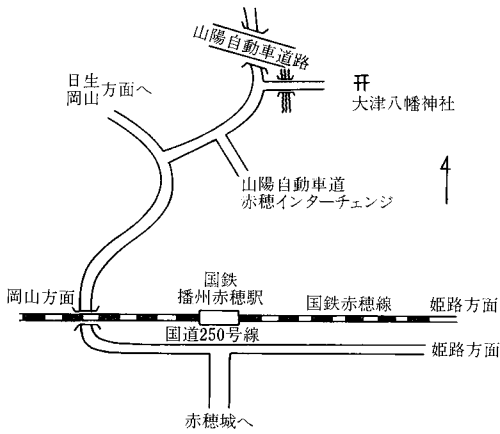 山陽自動車道路
日生
岡山方面へ
大津八幡神社
山陽自動車道
赤穂インターチェンジ
国鉄
播州赤穂駅
岡山方面
国鉄赤穂線
姫路方面
国道250号線
姫路方面
赤穂城へ